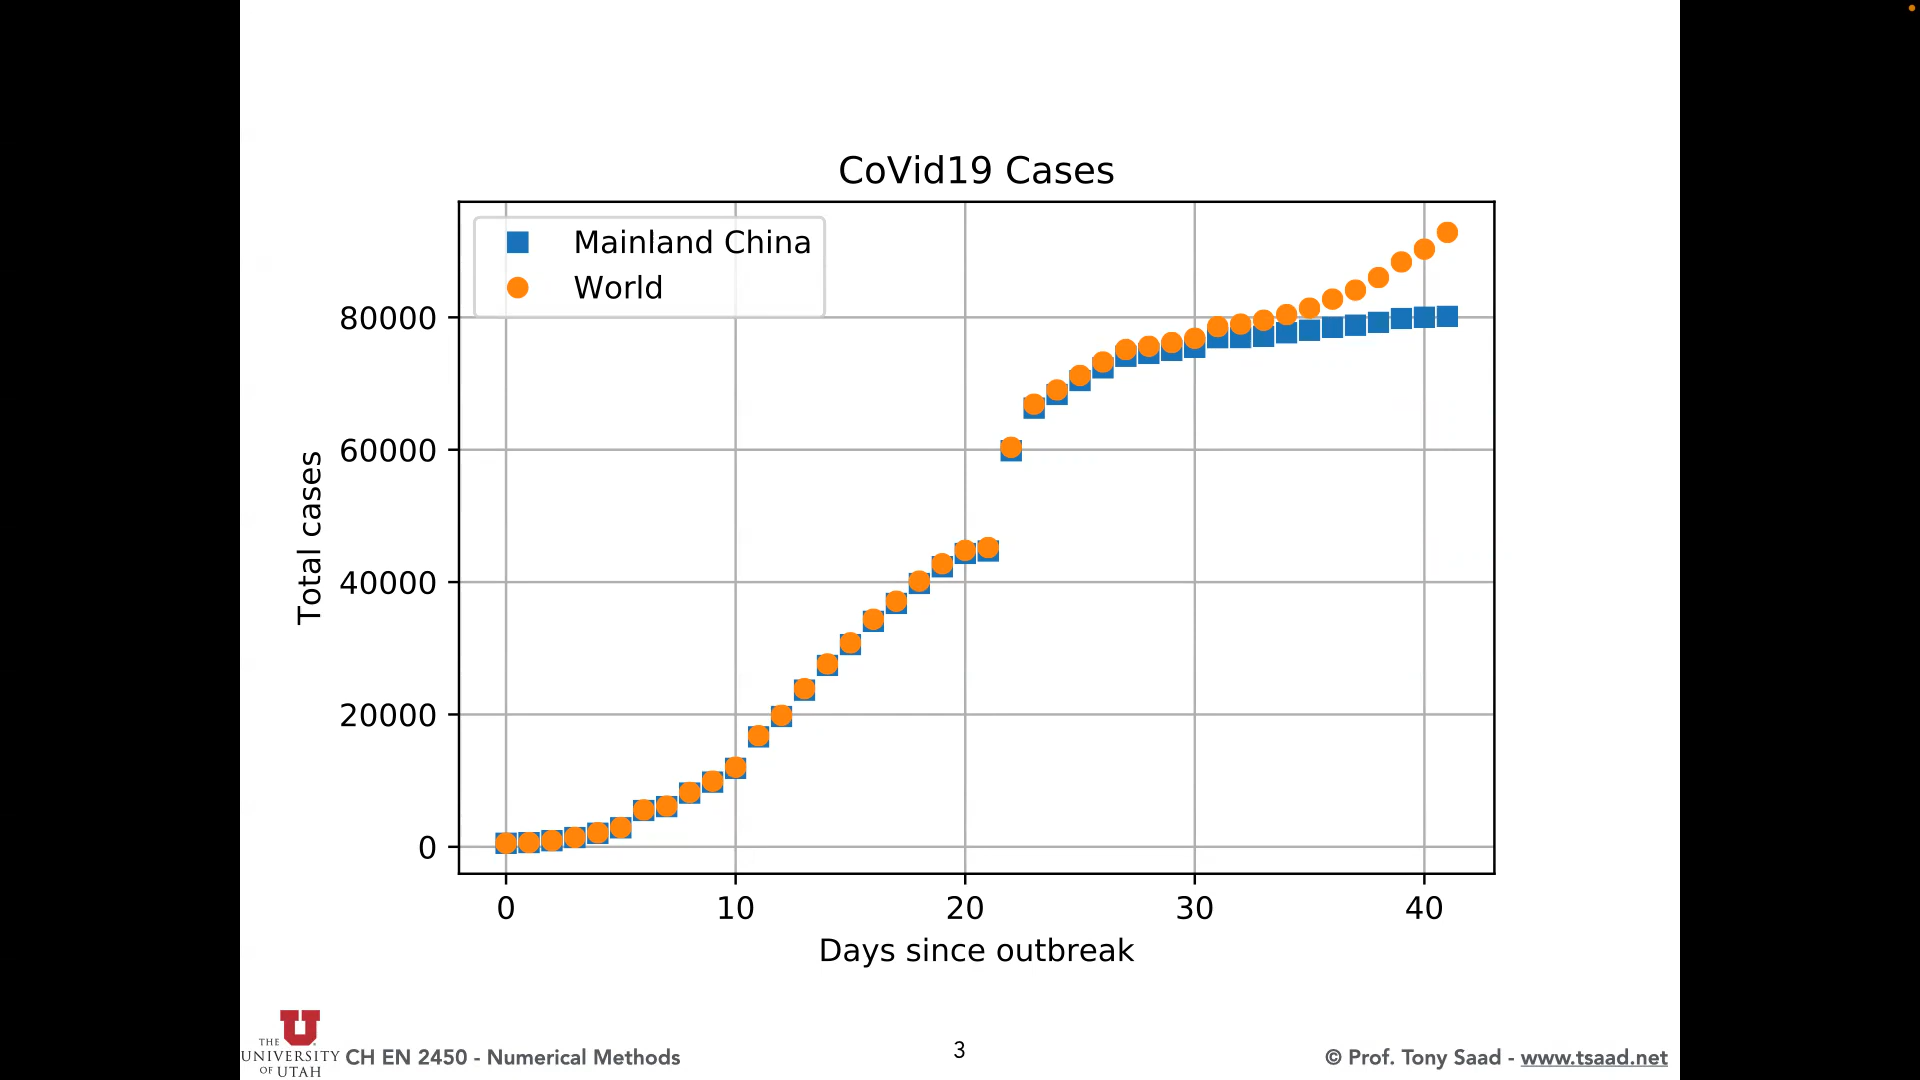 CoVid19 Cases
Mainland China
World
80000
60000
40000
20000
0
Total cases
0 10 20 30 40
Days since outbreak
THE
UNIVERSITY
OF UTAH
CH EN 2450 - Numerical Methods
3
© Prof. Tony Saad - www.tsaad.net